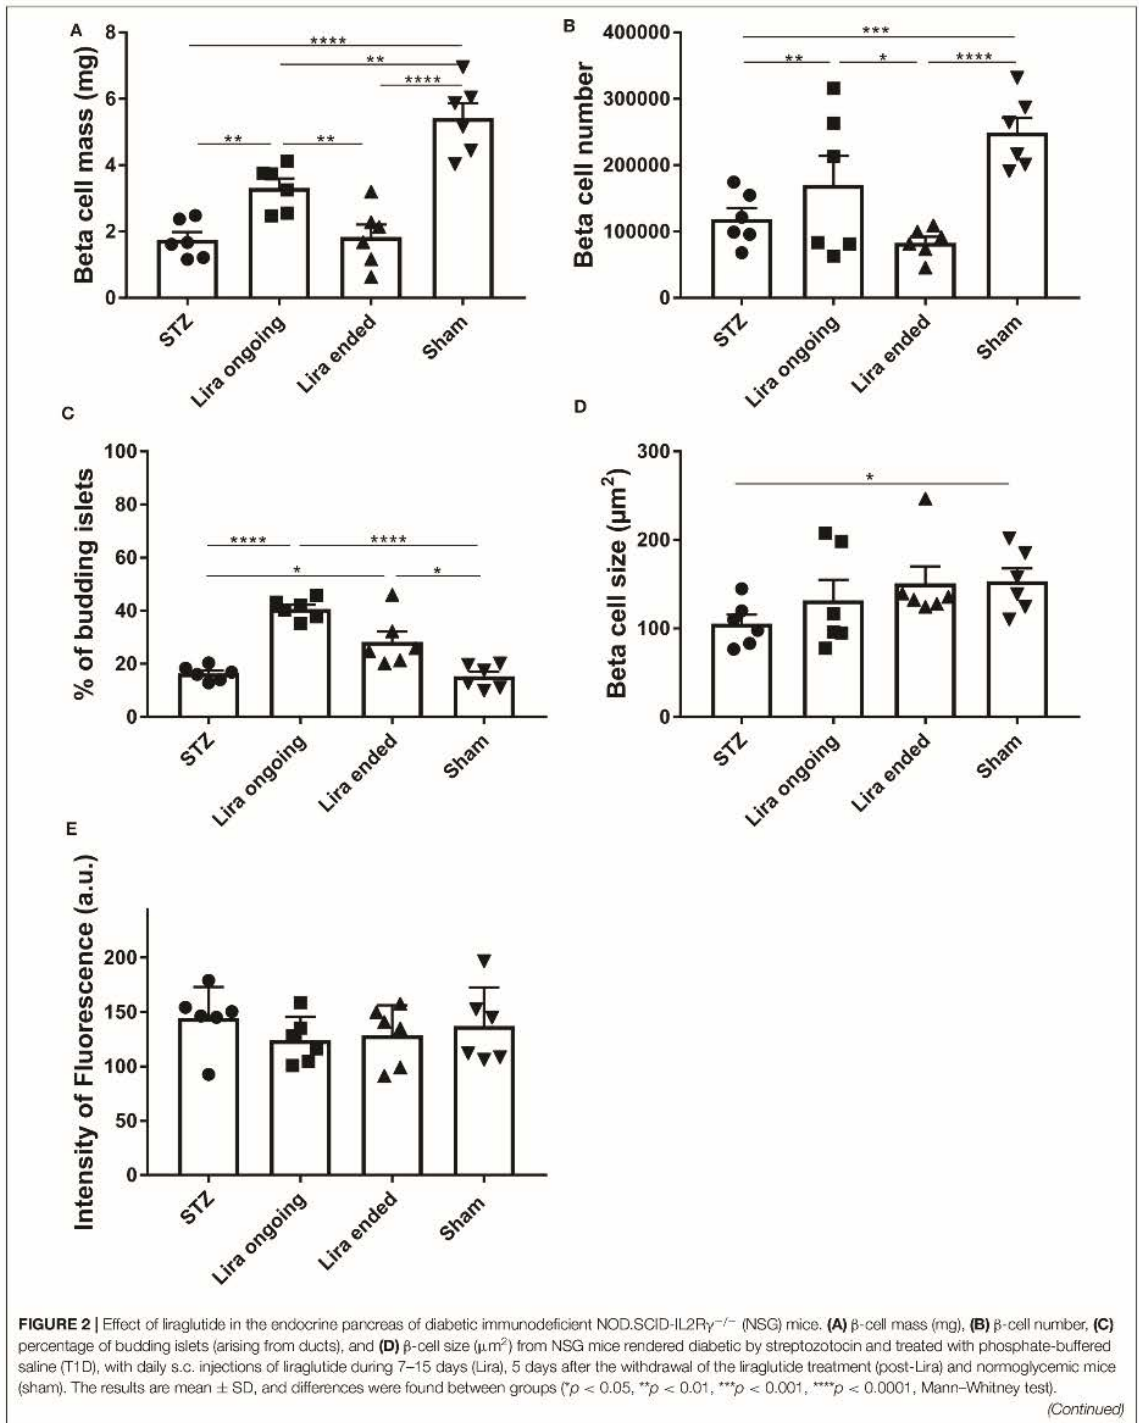 A
Beta cell mass (mg)
8
6
4
2
0
****
**
****
**
**
STZ
Lira ongoing
Lira ended
Sham
B
Beta cell number
400000
300000
200000
100000
0
***
**
*
****
STZ
Lira ongoing
Lira ended
Sham
C
% of budding islets
100
80
60
40
20
0
****
****
*
*
STZ
Lira ongoing
Lira ended
Sham
D
Beta cell size (µm²)
300
200
100
0
*
STZ
Lira ongoing
Lira ended
Sham
E
Intensity of Fluorescence (a.u.)
200
150
100
50
0
STZ
Lira ongoing
Lira ended
Sham
FIGURE 2 | Effect of liraglutide in the endocrine pancreas of diabetic immunodeficient NOD.SCID-IL2Rγ−/− (NSG) mice. (A) β-cell mass (mg), (B) β-cell number, (C)
percentage of budding islets (arising from ducts), and (D) β-cell size (µm²) from NSG mice rendered diabetic by streptozotocin and treated with phosphate-buffered
saline (T1D), with daily s.c. injections of liraglutide during 7–15 days (Lira), 5 days after the withdrawal of the liraglutide treatment (post-Lira) and normoglycemic mice
(sham). The results are mean ± SD, and differences were found between groups (*p < 0.05, **p < 0.01, ***p < 0.001, ****p < 0.0001, Mann–Whitney test).
(Continued)